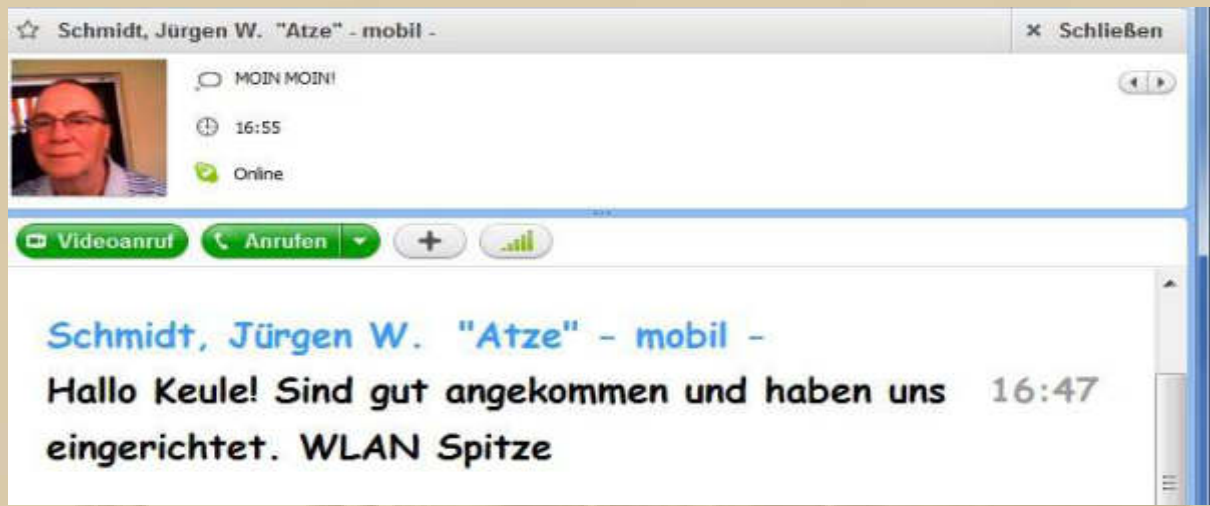 Schmidt, Jürgen W. "Atze" - mobil -
× Schließen
MOIN MOIN!
16:55
Online
Videoanruf
Anrufen
Schmidt, Jürgen W. "Atze" - mobil -
Hallo Keule! Sind gut angekommen und haben uns 16:47
eingerichtet. WLAN Spitze